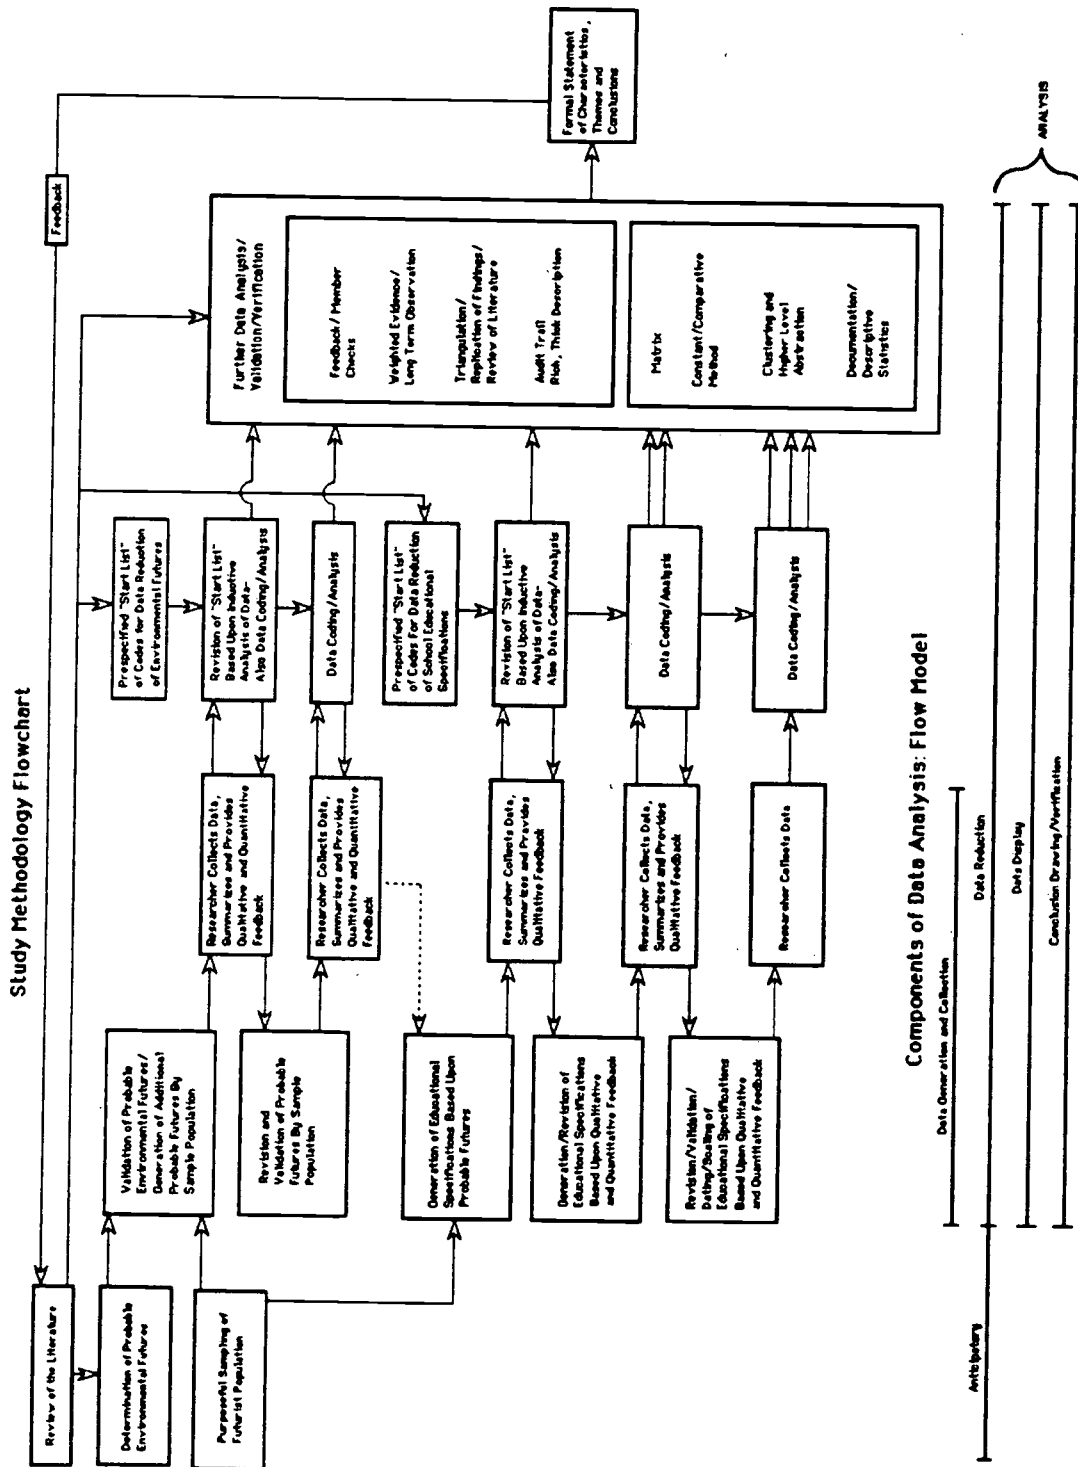 Study Methodology Flowchart
Feedback
Review of the Literature
Determination of Probable
Environmental Futures
Purposeful Sampling of
Futurist Population
Validation of Probable
Environmental Futures/
Generation of Additional
Probable Futures By
Sample Population
Revision and
Validation of Probable
Futures By Sample
Population
Generation of Educational
Specifications Based Upon
Probable Futures
Generation/Revision of
Educational Specifications
Based Upon Qualitative
and Quantitative Feedback
Revision/Validation/
Dating/Scaling of
Educational Specifications
Based Upon Qualitative
and Quantitative Feedback
Researcher Collects Data,
Summarizes and Provides
Qualitative and Quantitative
Feedback
Researcher Collects Data,
Summarizes and Provides
Qualitative and Quantitative
Feedback
Researcher Collects Data,
Summarizes and Provides
Qualitative Feedback
Researcher Collects Data,
Summarizes and Provides
Qualitative Feedback
Researcher Collects Data
Prespecified "Start List"
of Codes for Data Reduction
of Environmental Futures
Revision of "Start List"
Based Upon Inductive
Analysis of Data-
Also Data Coding/Analysis
Data Coding/Analysis
Prespecified "Start List"
of Codes For Data Reduction
of School Educational
Specifications
Revision of "Start List"
Based Upon Inductive
Analysis of Data-
Also Data Coding/Analysis
Data Coding/Analysis
Data Coding/Analysis
Further Data Analysis/
Validation/Verification
Feedback/Member
Checks
Weighted Evidence/
Long Term Observation
Triangulation/
Replication of Findings/
Review of Literature
Audit Trail
Rich, Thick Description
Matrix
Constant/Comparative
Method
Clustering and
Higher Level
Abstraction
Documentation/
Descriptive
Statistics
Formal Statement
of Characteristics,
Themes and
Conclusions
Components of Data Analysis: Flow Model
Data Generation and Collection
Anticipatory
Data Reduction
Data Display
Conclusion Drawing/Verification
ANALYSIS